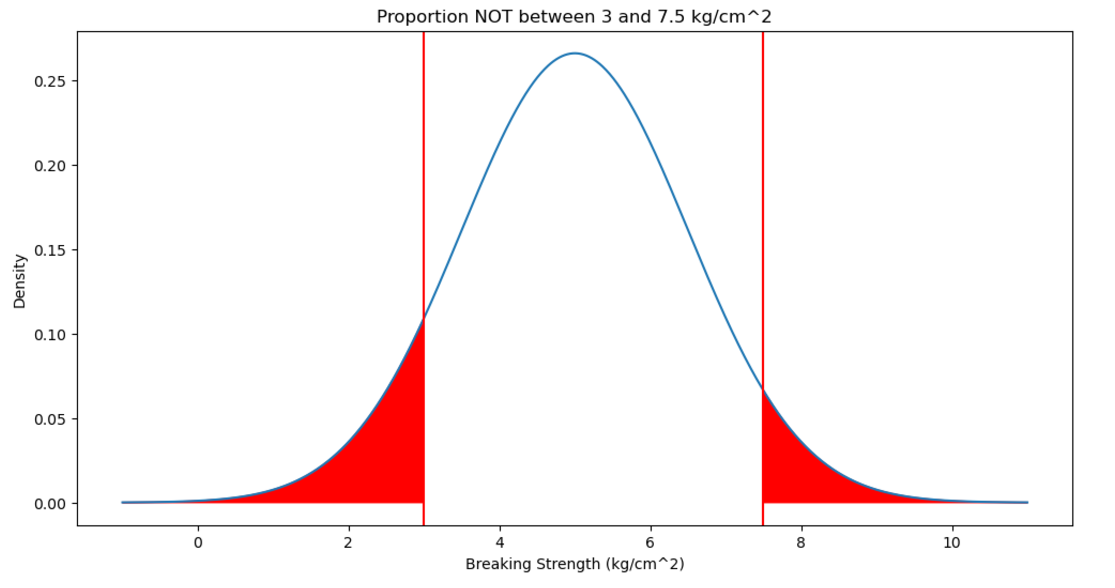 Proportion NOT between 3 and 7.5 kg/cm^2
Density
0.25
0.20
0.15
0.10
0.05
0.00
0 2 4 6 8 10
Breaking Strength (kg/cm^2)